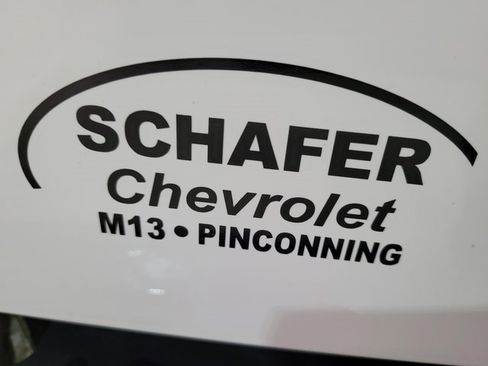 SCHAFER
Chevrolet
M13 • PINCONNING